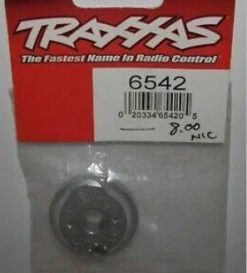 TRAXXAS
The Fastest Name In Radio Control!
6542
0 20334 65420 5
8.00
NIC